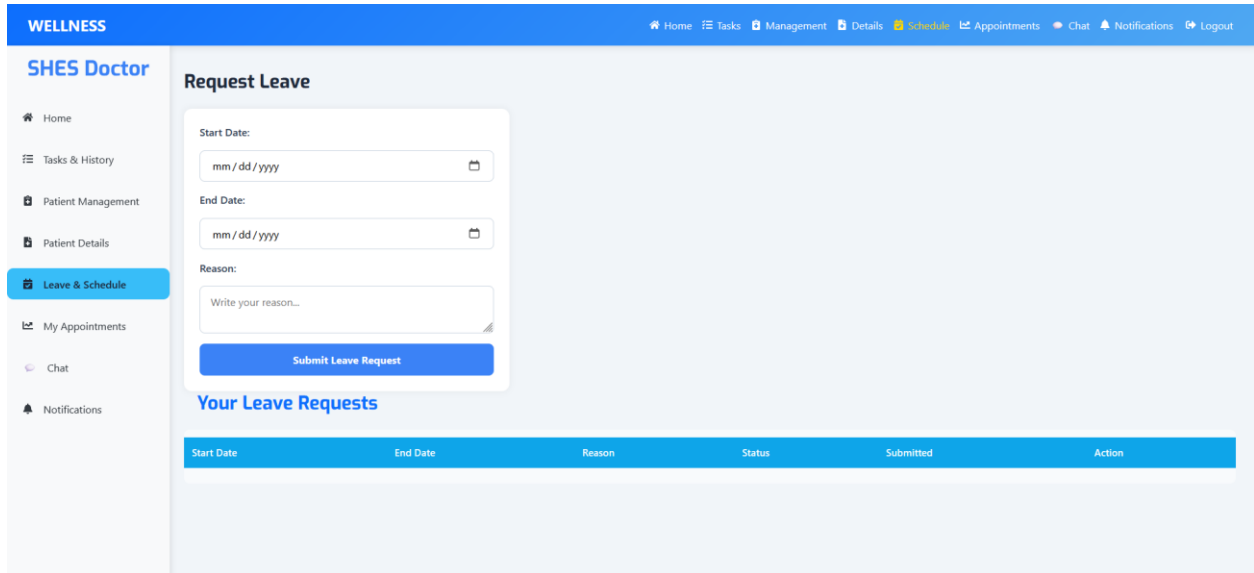 WELLNESS
Home Tasks Management Details Schedule Appointments Chat Notifications Logout
SHES Doctor
Home
Tasks & History
Patient Management
Patient Details
Leave & Schedule
My Appointments
Chat
Notifications
Request Leave
Start Date:
mm/dd/yyyy
End Date:
mm/dd/yyyy
Reason:
Write your reason...
Submit Leave Request
Your Leave Requests
Start Date End Date Reason Status Submitted Action